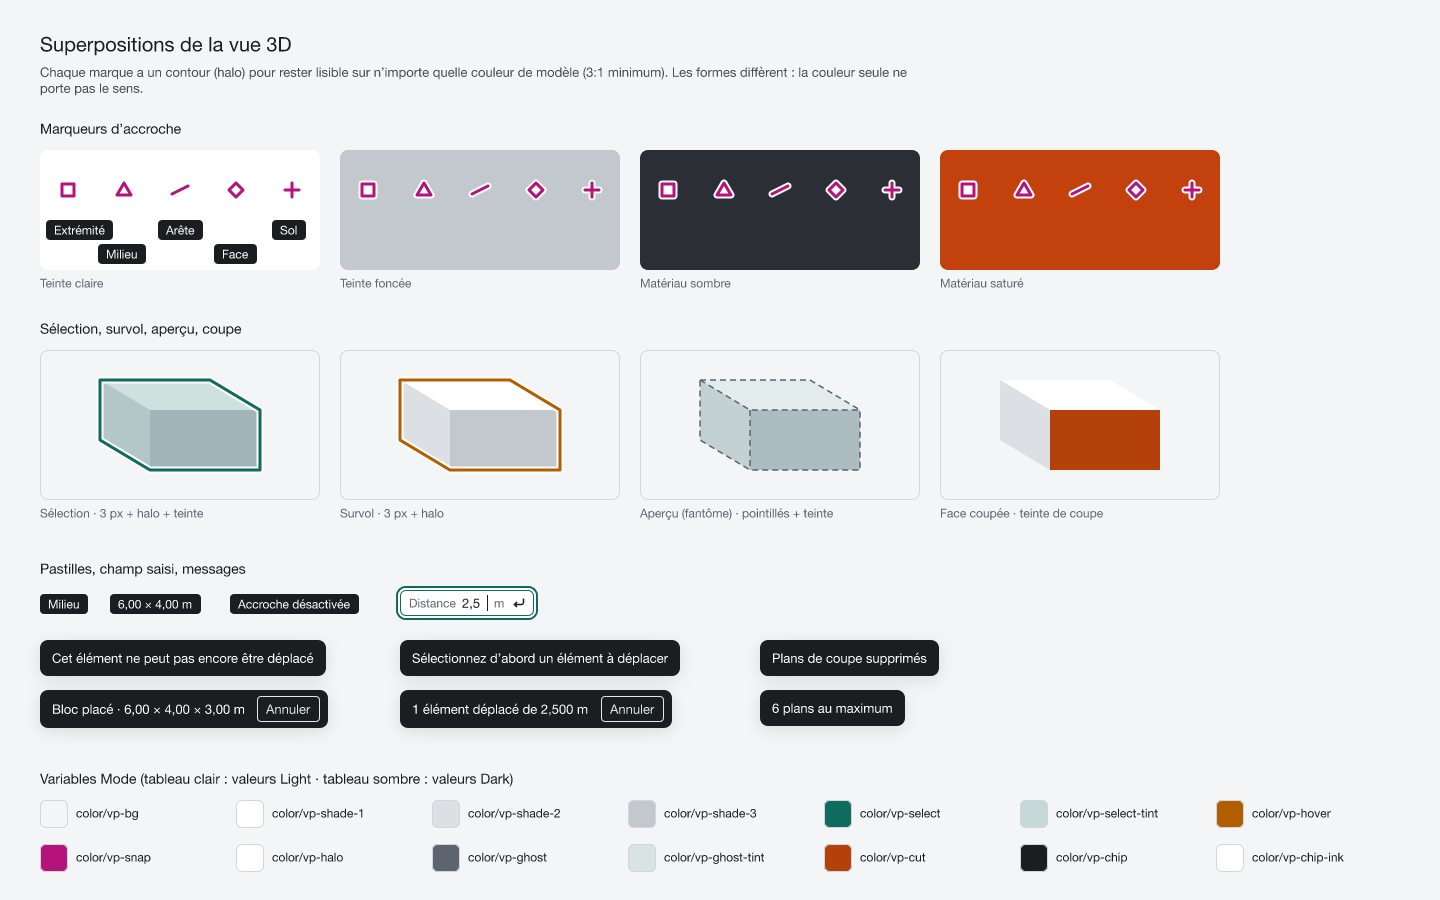 Superpositions de la vue 3D
Chaque marque a un contour (halo) pour rester lisible sur n’importe quelle couleur de modèle (3:1 minimum). Les formes diffèrent : la couleur seule ne
porte pas le sens.
Marqueurs d’accroche
Extrémité
Arête
Sol
Milieu
Face
Teinte claire
Teinte foncée
Matériau sombre
Matériau saturé
Sélection, survol, aperçu, coupe
Sélection · 3 px + halo + teinte
Survol · 3 px + halo
Aperçu (fantôme) · pointillés + teinte
Face coupée · teinte de coupe
Pastilles, champ saisi, messages
Milieu
6,00 × 4,00 m
Accroche désactivée
Distance 2,5 m
Cet élément ne peut pas encore être déplacé
Sélectionnez d’abord un élément à déplacer
Plans de coupe supprimés
Bloc placé · 6,00 × 4,00 × 3,00 m Annuler
1 élément déplacé de 2,500 m Annuler
6 plans au maximum
Variables Mode (tableau clair : valeurs Light · tableau sombre : valeurs Dark)
color/vp-bg
color/vp-shade-1
color/vp-shade-2
color/vp-shade-3
color/vp-select
color/vp-select-tint
color/vp-hover
color/vp-snap
color/vp-halo
color/vp-ghost
color/vp-ghost-tint
color/vp-cut
color/vp-chip
color/vp-chip-ink